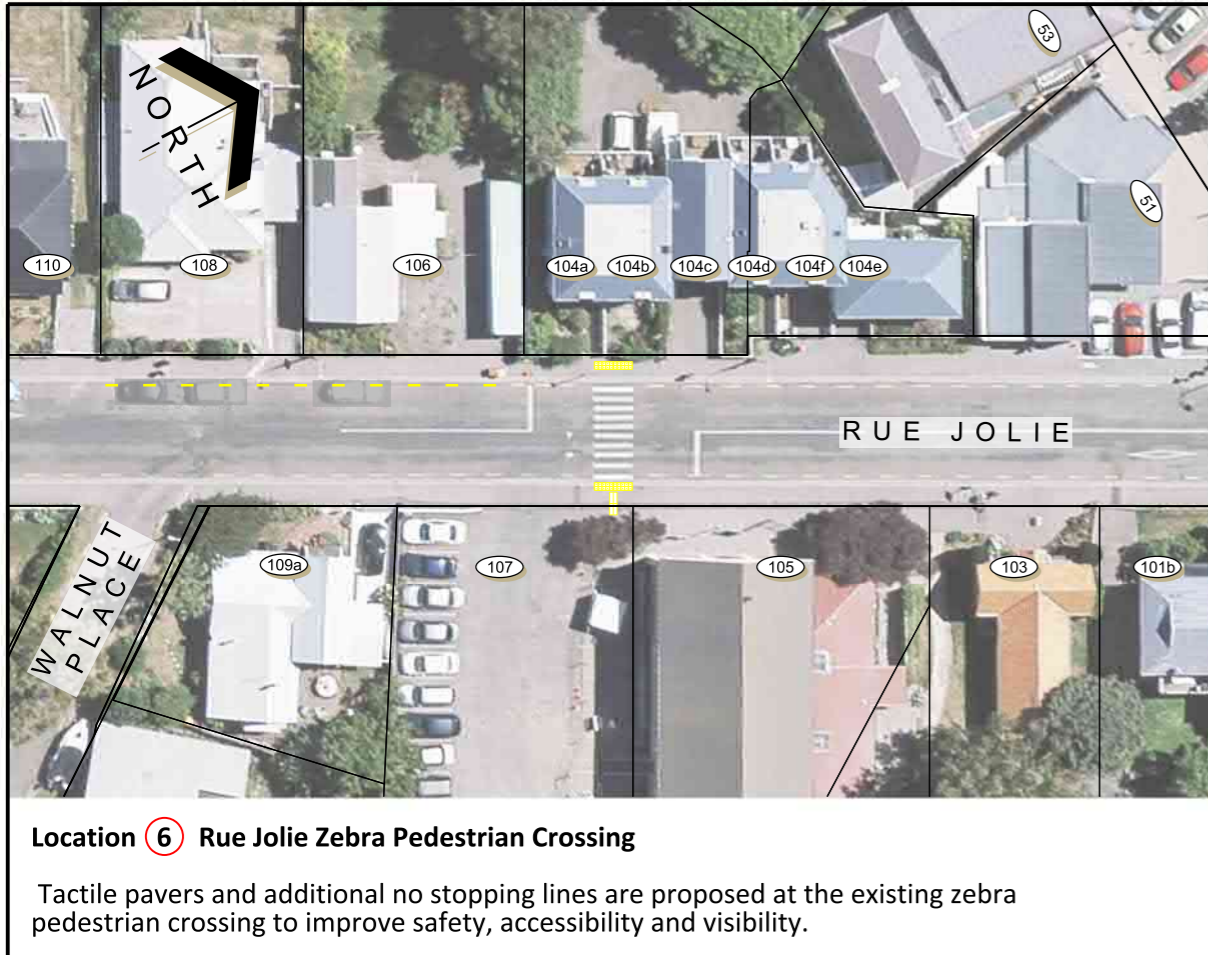 NORTH
53
51
110
108
106
104a
104b
104c
104d
104f
104e
RUE JOLIE
WALNUT
PLACE
109a
107
105
103
101b
Location 6 Rue Jolie Zebra Pedestrian Crossing
Tactile pavers and additional no stopping lines are proposed at the existing zebra
pedestrian crossing to improve safety, accessibility and visibility.